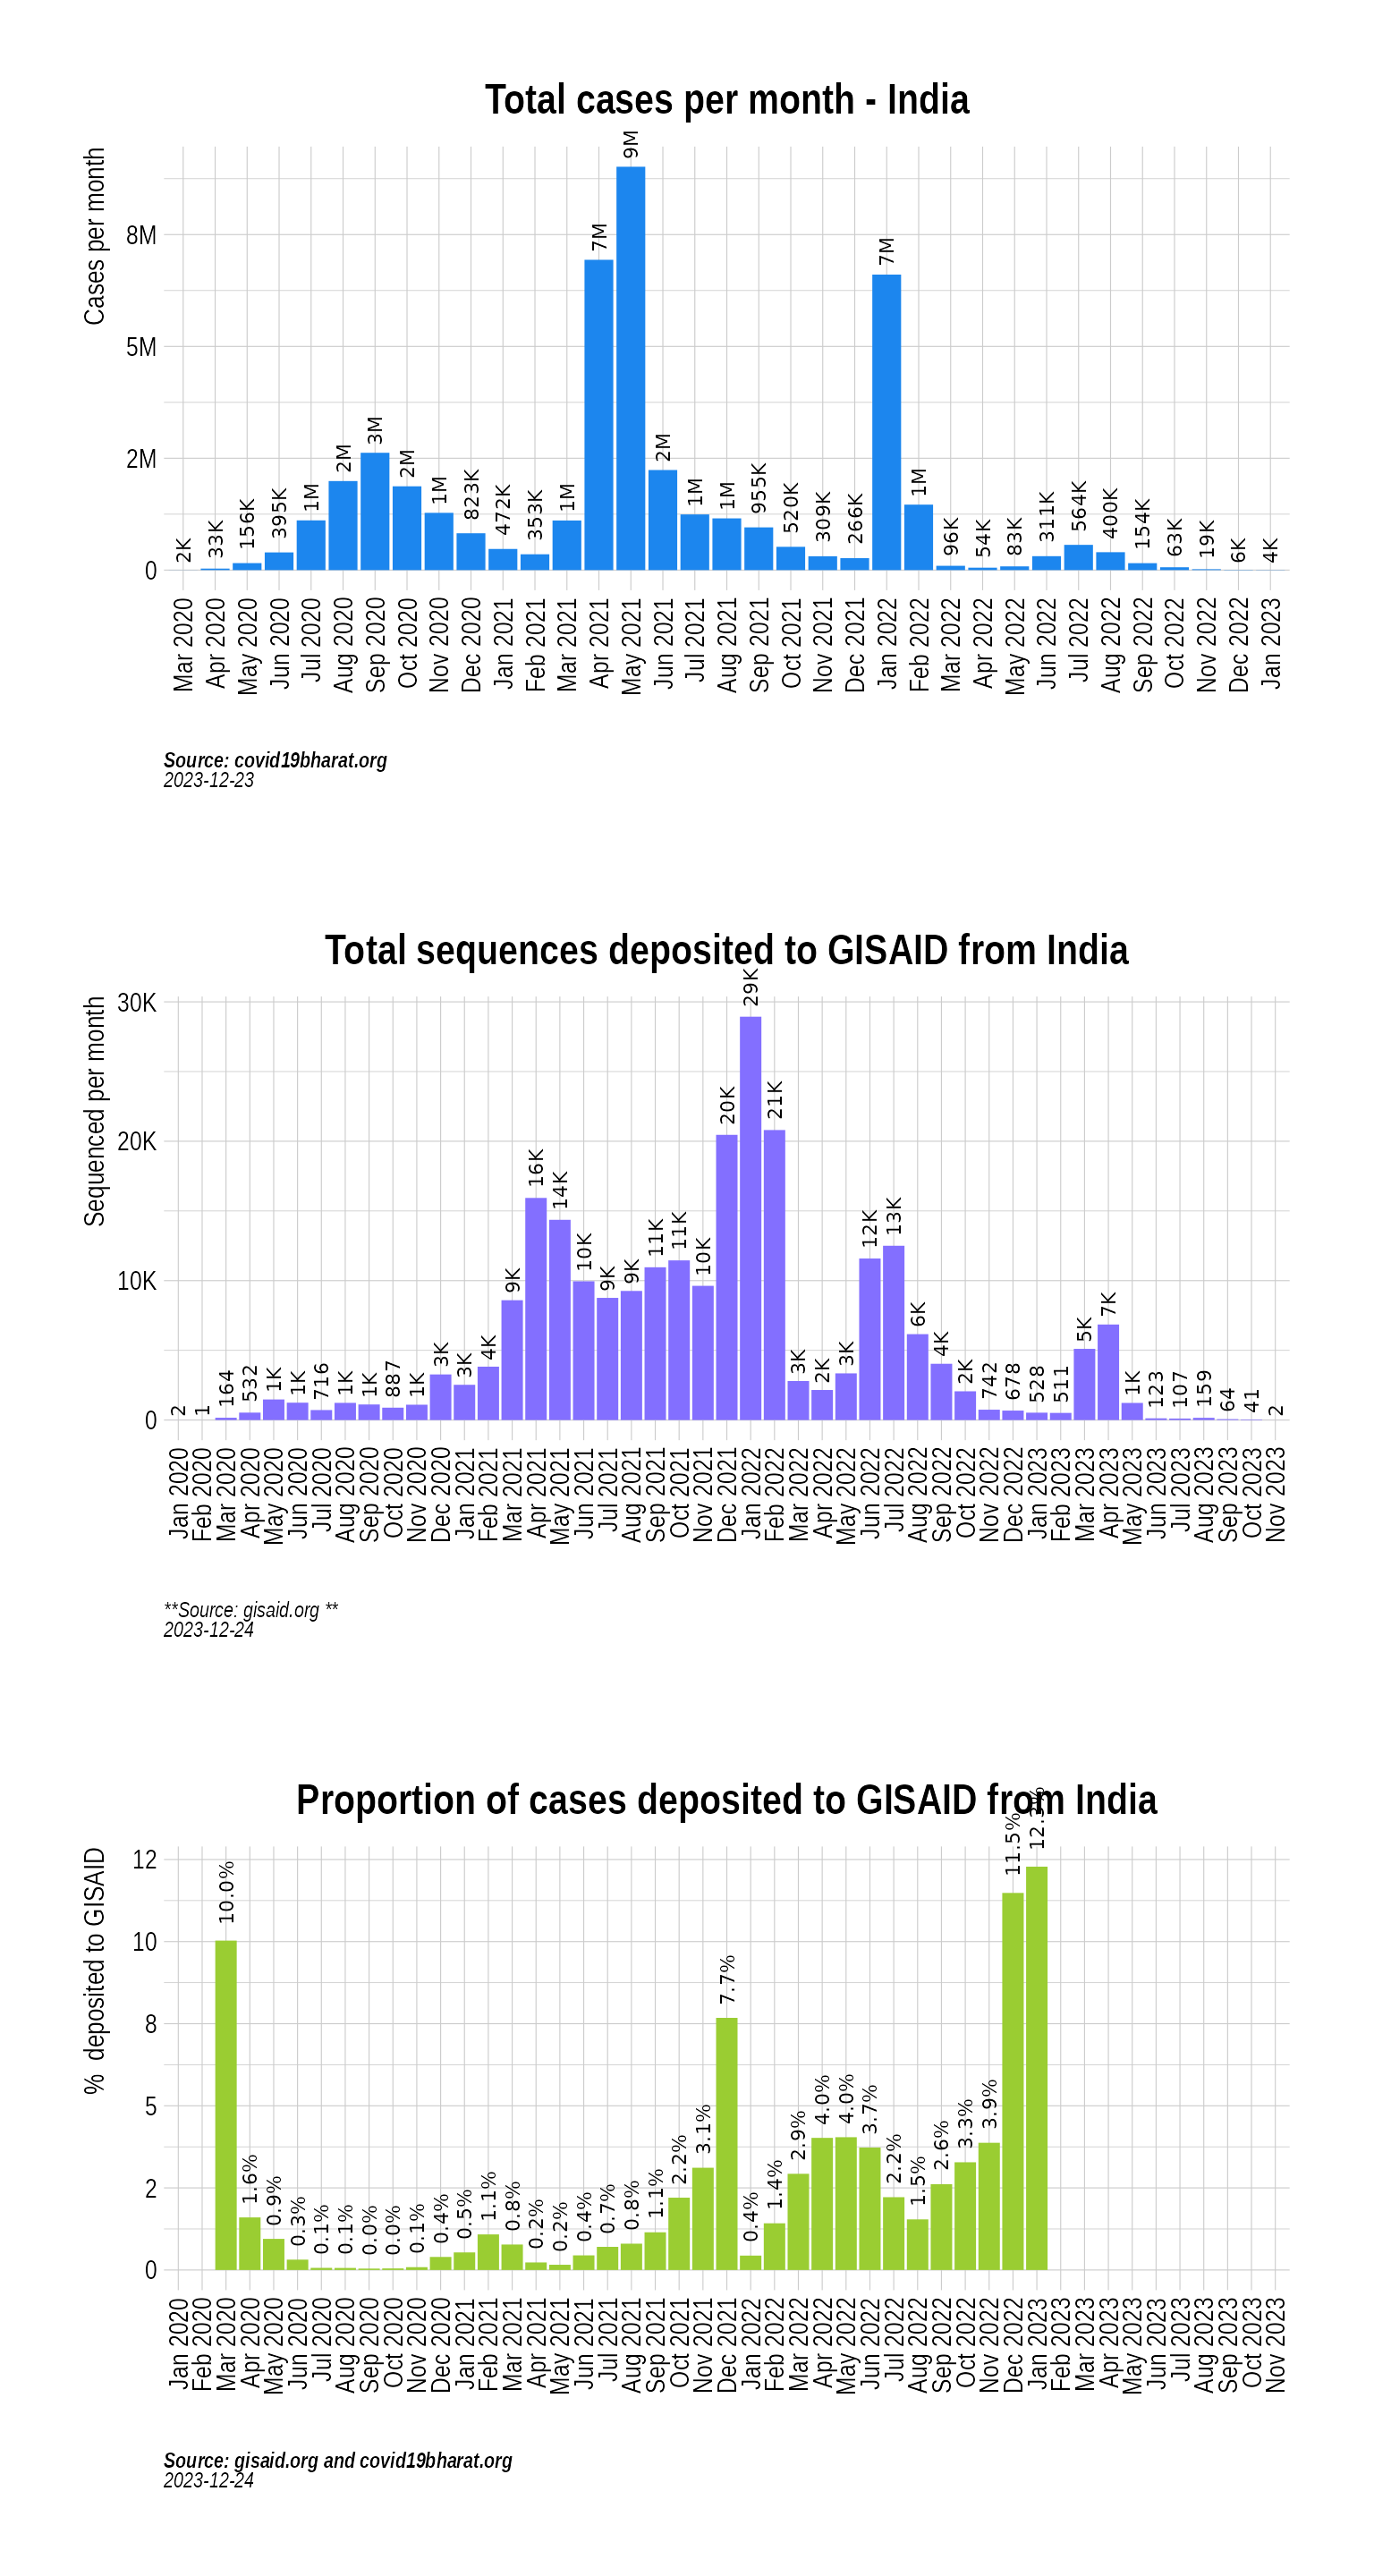 Total cases per month - India
Cases per month
8M
5M
2M
0
2K
33K
156K
395K
1M
2M
3M
2M
1M
823K
472K
353K
1M
7M
9M
2M
1M
1M
955K
520K
309K
266K
7M
1M
96K
54K
83K
311K
564K
400K
154K
63K
19K
6K
4K
Mar 2020
Apr 2020
May 2020
Jun 2020
Jul 2020
Aug 2020
Sep 2020
Oct 2020
Nov 2020
Dec 2020
Jan 2021
Feb 2021
Mar 2021
Apr 2021
May 2021
Jun 2021
Jul 2021
Aug 2021
Sep 2021
Oct 2021
Nov 2021
Dec 2021
Jan 2022
Feb 2022
Mar 2022
Apr 2022
May 2022
Jun 2022
Jul 2022
Aug 2022
Sep 2022
Oct 2022
Nov 2022
Dec 2022
Jan 2023
Source: covid19bharat.org
2023-12-23
Total sequences deposited to GISAID from India
Sequenced per month
30K
20K
10K
0
2
1
164
532
1K
1K
716
1K
1K
887
1K
3K
3K
4K
9K
16K
14K
10K
9K
9K
11K
11K
10K
20K
29K
21K
3K
2K
3K
12K
13K
6K
4K
2K
742
678
528
511
5K
7K
1K
123
107
159
64
41
2
Jan 2020
Feb 2020
Mar 2020
Apr 2020
May 2020
Jun 2020
Jul 2020
Aug 2020
Sep 2020
Oct 2020
Nov 2020
Dec 2020
Jan 2021
Feb 2021
Mar 2021
Apr 2021
May 2021
Jun 2021
Jul 2021
Aug 2021
Sep 2021
Oct 2021
Nov 2021
Dec 2021
Jan 2022
Feb 2022
Mar 2022
Apr 2022
May 2022
Jun 2022
Jul 2022
Aug 2022
Sep 2022
Oct 2022
Nov 2022
Dec 2022
Jan 2023
Feb 2023
Mar 2023
Apr 2023
May 2023
Jun 2023
Jul 2023
Aug 2023
Sep 2023
Oct 2023
Nov 2023
**Source: gisaid.org **
2023-12-24
Proportion of cases deposited to GISAID from India
% deposited to GISAID
12
10
8
5
2
0
10.0%
1.6%
0.9%
0.3%
0.1%
0.1%
0.0%
0.0%
0.1%
0.4%
0.5%
1.1%
0.8%
0.2%
0.2%
0.4%
0.7%
0.8%
1.1%
2.2%
3.1%
7.7%
0.4%
1.4%
2.9%
4.0%
4.0%
3.7%
2.2%
1.5%
2.6%
3.3%
3.9%
11.5%
12.3%
Jan 2020
Feb 2020
Mar 2020
Apr 2020
May 2020
Jun 2020
Jul 2020
Aug 2020
Sep 2020
Oct 2020
Nov 2020
Dec 2020
Jan 2021
Feb 2021
Mar 2021
Apr 2021
May 2021
Jun 2021
Jul 2021
Aug 2021
Sep 2021
Oct 2021
Nov 2021
Dec 2021
Jan 2022
Feb 2022
Mar 2022
Apr 2022
May 2022
Jun 2022
Jul 2022
Aug 2022
Sep 2022
Oct 2022
Nov 2022
Dec 2022
Jan 2023
Feb 2023
Mar 2023
Apr 2023
May 2023
Jun 2023
Jul 2023
Aug 2023
Sep 2023
Oct 2023
Nov 2023
Source: gisaid.org and covid19bharat.org
2023-12-24